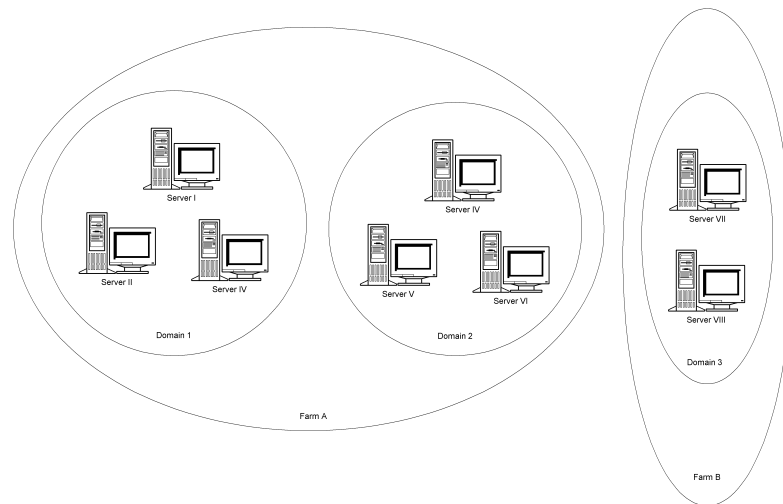 Server I
Server II
Server IV
Domain 1
Server IV
Server V
Server VI
Domain 2
Farm A
Server VII
Server VIII
Domain 3
Farm B